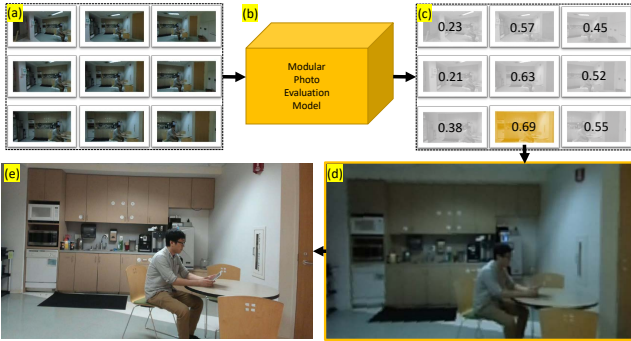 (a)
(b)
(c)
Modular
Photo
Evaluation
Model
0.23 0.57 0.45
0.21 0.63 0.52
0.38 0.69 0.55
(e)
(d)